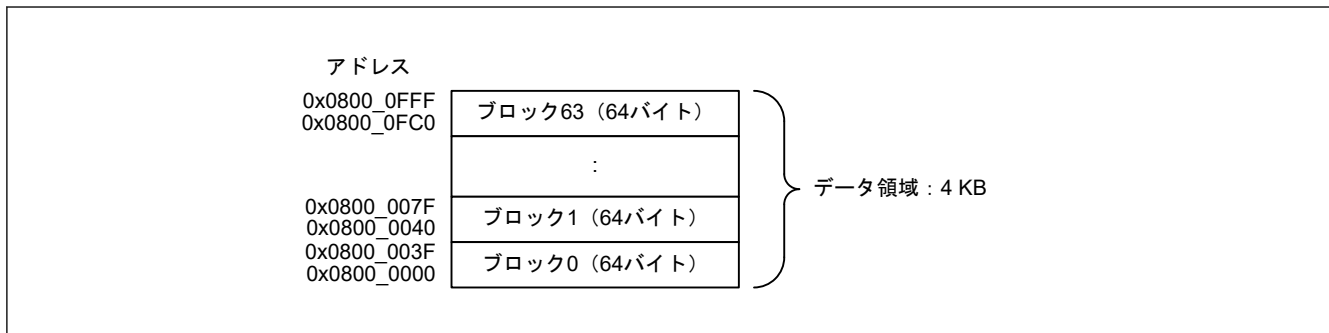 アドレス
0x0800_0FFF
0x0800_0FC0
ブロック63（64バイト）
:
データ領域：4 KB
0x0800_007F
0x0800_0040
ブロック1（64バイト）
0x0800_003F
0x0800_0000
ブロック0（64バイト）